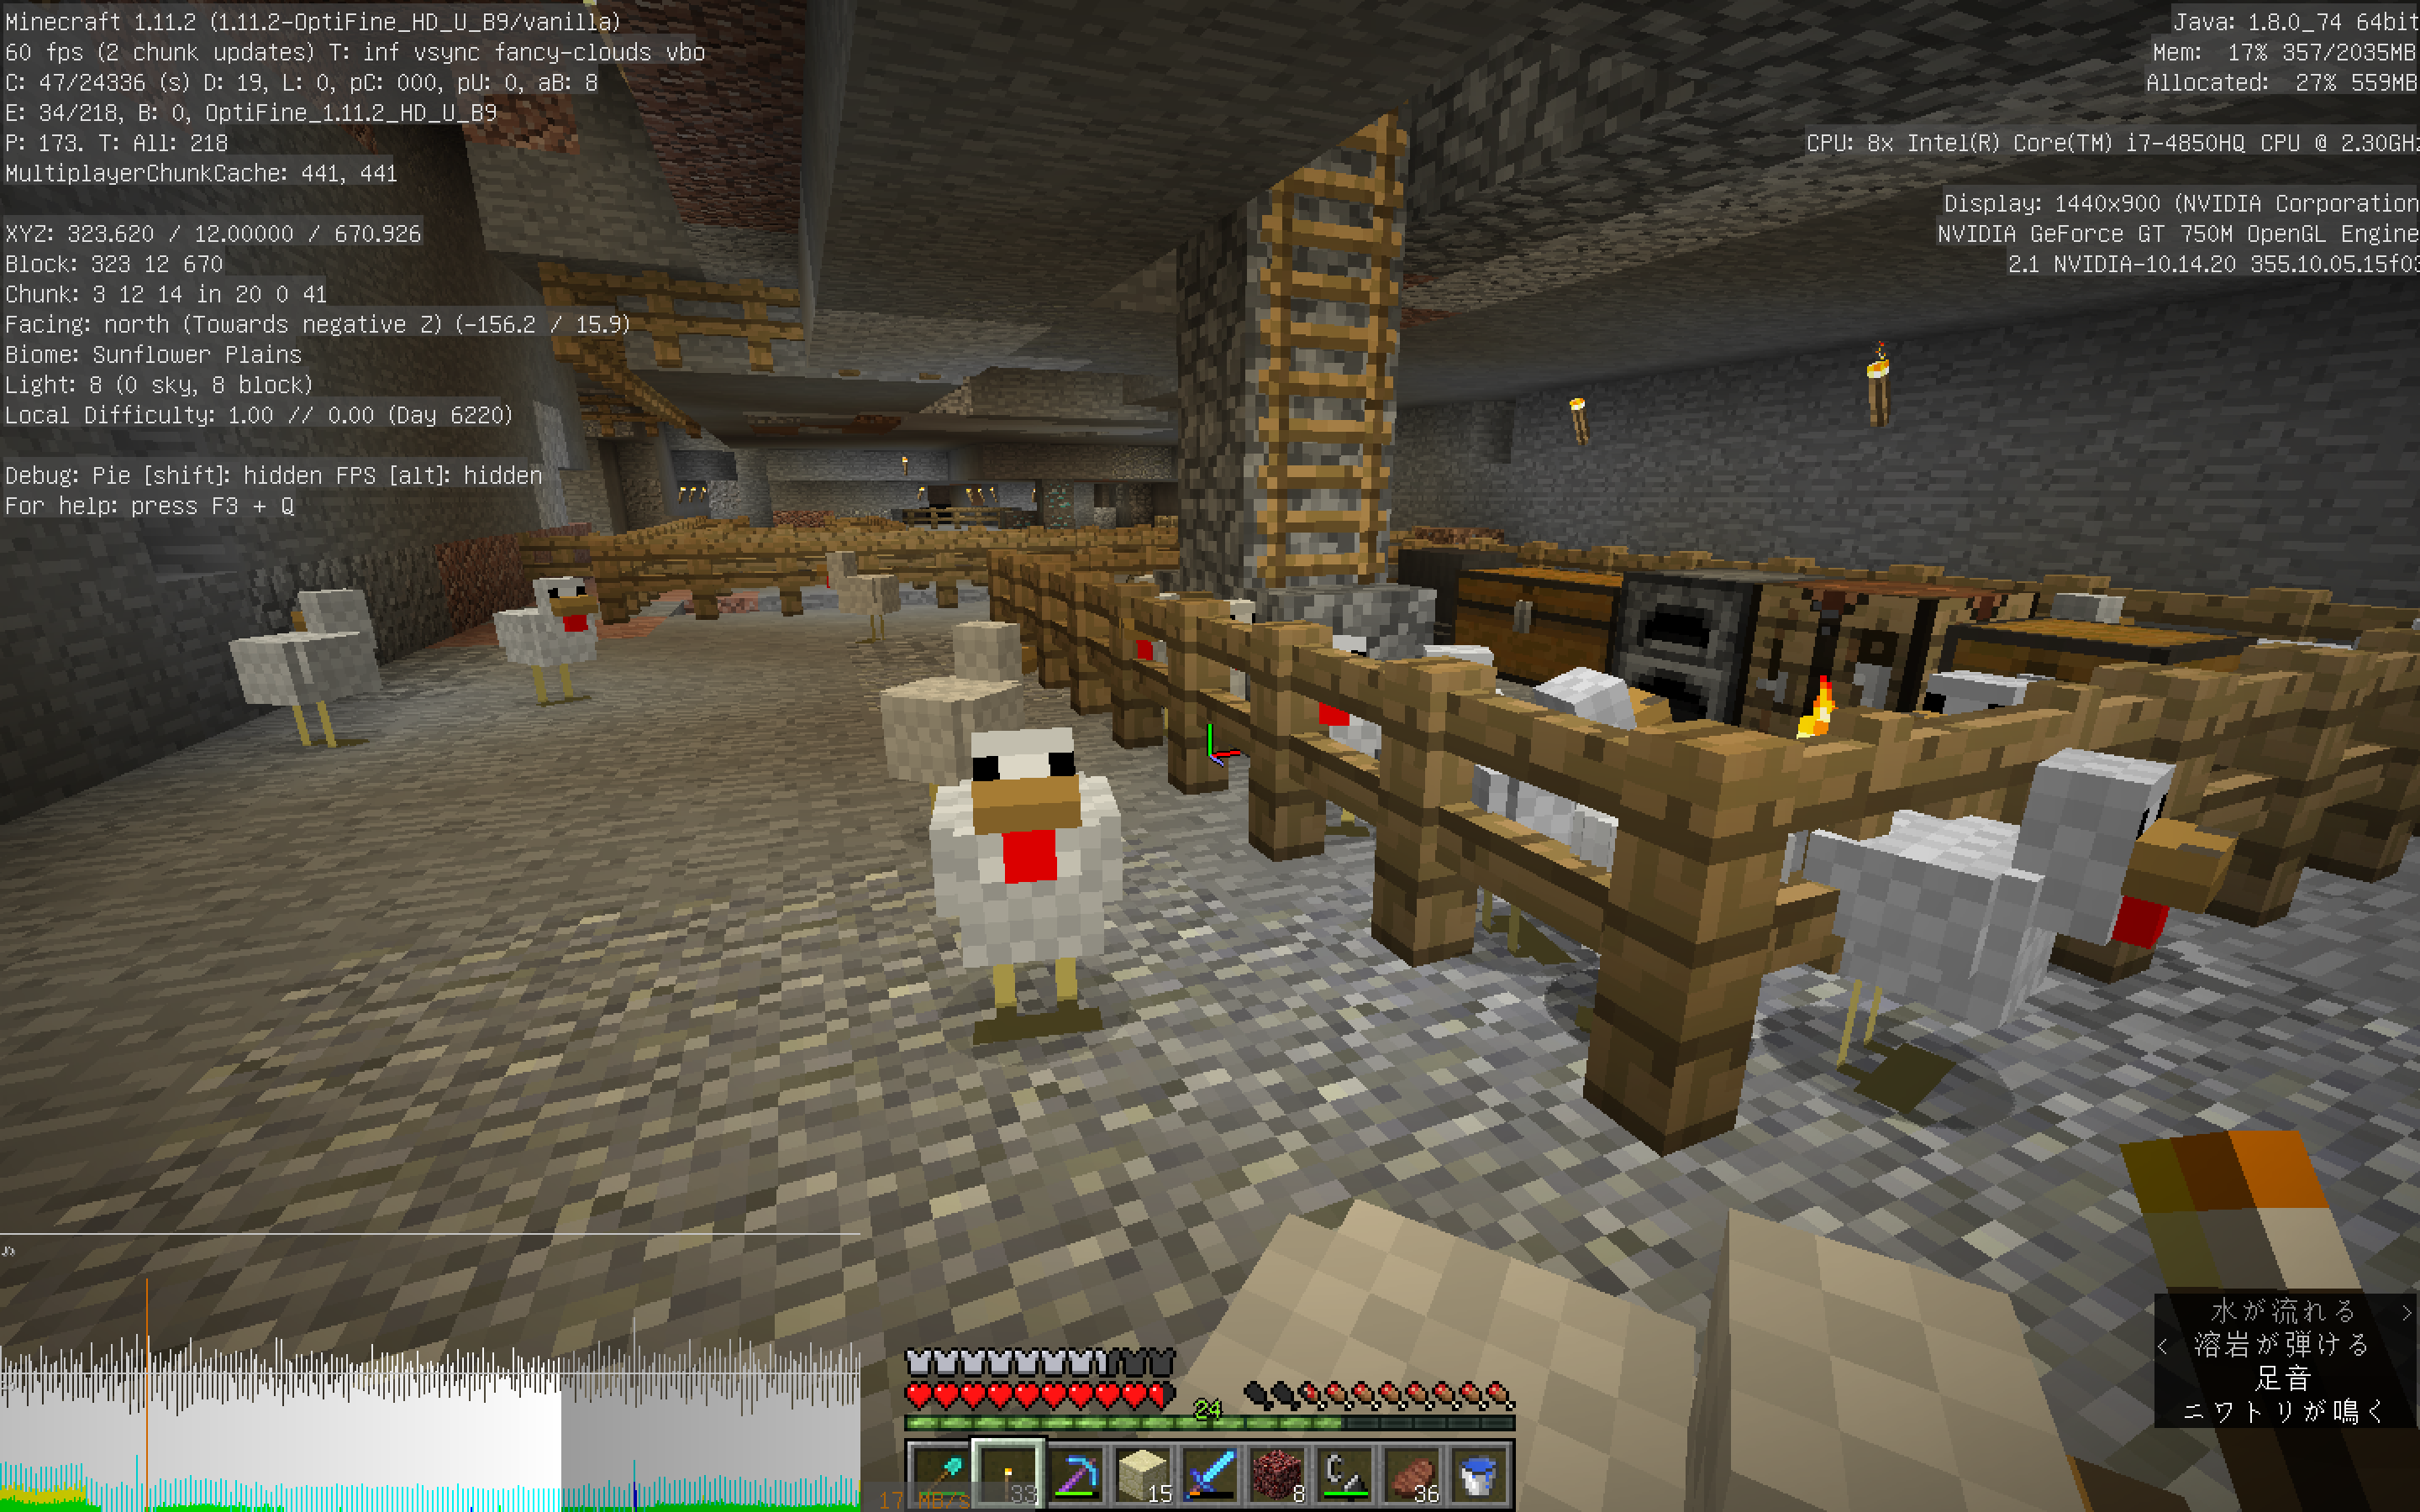 Minecraft 1.11.2 (1.11.2-OptiFine_HD_U_B9/vanilla)
60 fps (2 chunk updates) T: inf vsync fancy-clouds vbo
C: 47/24336 (s) D: 19, L: 0, pC: 000, pU: 0, aB: 8
E: 34/218, B: 0, OptiFine_1.11.2_HD_U_B9
P: 173. T: All: 218
MultiplayerChunkCache: 441, 441
XYZ: 323.620 / 12.00000 / 670.926
Block: 323 12 670
Chunk: 3 12 14 in 20 0 41
Facing: north (Towards negative Z) (-156.2 / 15.9)
Biome: Sunflower Plains
Light: 8 (0 sky, 8 block)
Local Difficulty: 1.00 // 0.00 (Day 6220)
Debug: Pie [shift]: hidden FPS [alt]: hidden
For help: press F3 + Q
Java: 1.8.0_74 64bit
Mem: 17% 357/2035MB
Allocated: 27% 559MB
CPU: 8x Intel(R) Core(TM) i7-4850HQ CPU @ 2.30GHz
Display: 1440x900 (NVIDIA Corporation
NVIDIA GeForce GT 750M OpenGL Engine
2.1 NVIDIA-10.14.20 355.10.05.15f03
水が流れる >
< 溶岩が弾ける
足音
ニワトリが鳴く
24
17 MB/s
33 15 8 36